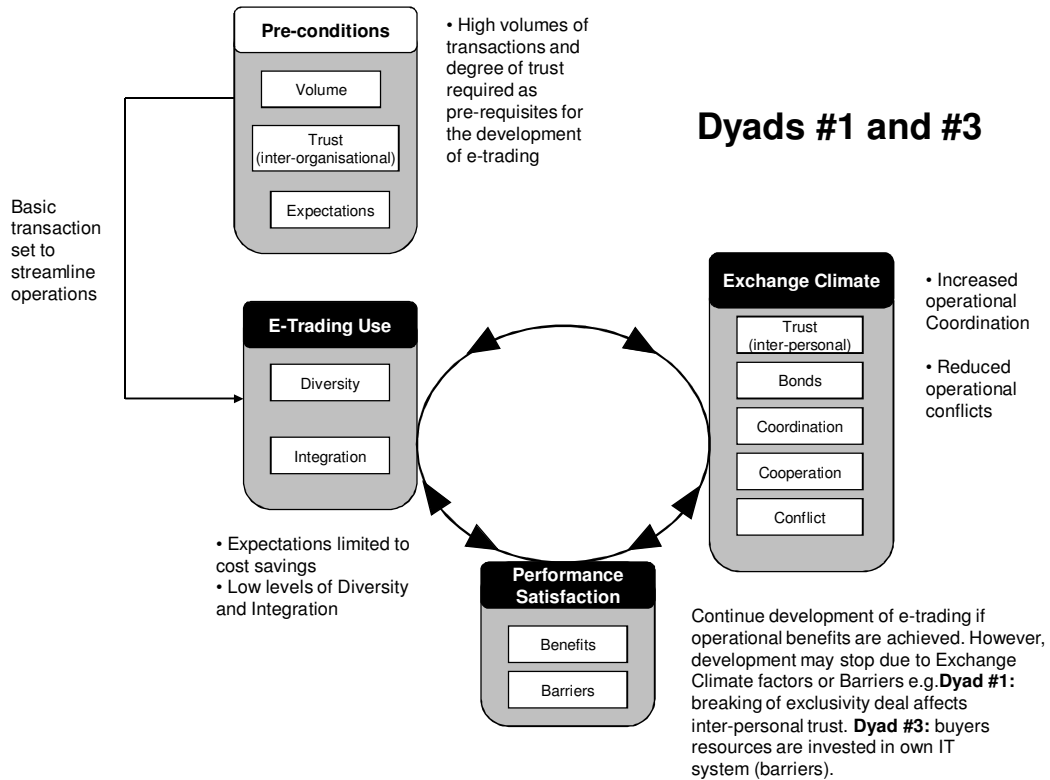 Pre-conditions
Volume
Trust
(inter-organisational)
Expectations
• High volumes of
transactions and
degree of trust
required as
pre-requisites for
the development
of e-trading
Dyads #1 and #3
Basic
transaction
set to
streamline
operations
E-Trading Use
Diversity
Integration
• Expectations limited to
cost savings
• Low levels of Diversity
and Integration
Exchange Climate
Trust
(inter-personal)
Bonds
Coordination
Cooperation
Conflict
• Increased
operational
Coordination
• Reduced
operational
conflicts
Performance
Satisfaction
Benefits
Barriers
Continue development of e-trading if
operational benefits are achieved. However,
development may stop due to Exchange
Climate factors or Barriers e.g.Dyad #1:
breaking of exclusivity deal affects
inter-personal trust. Dyad #3: buyers
resources are invested in own IT
system (barriers).